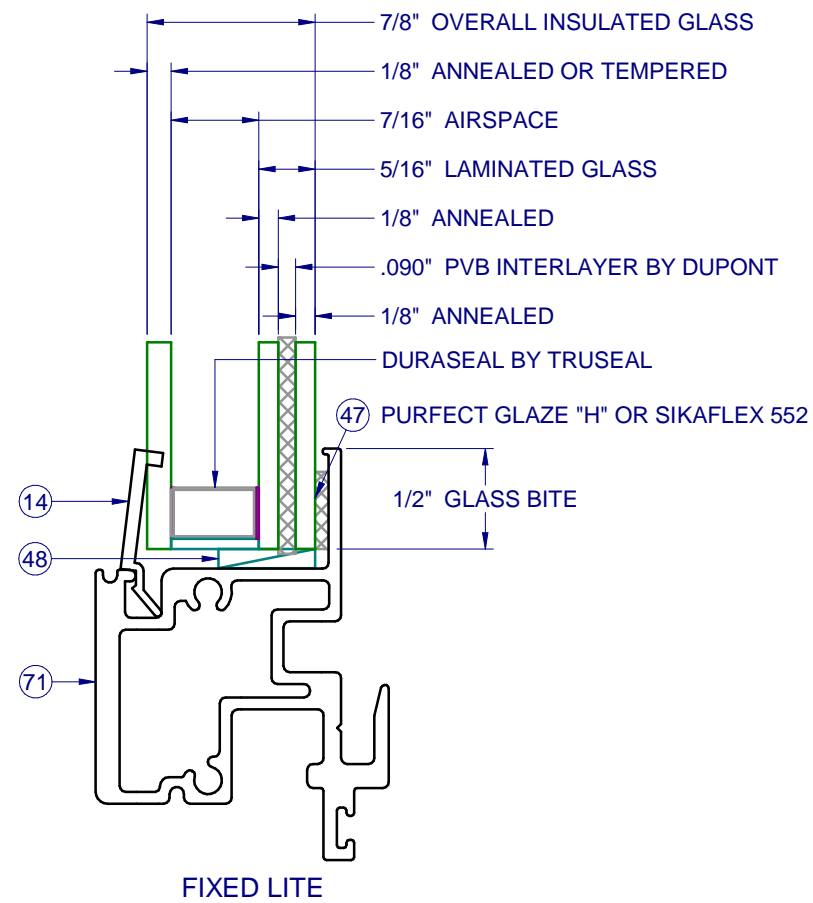 7/8" OVERALL INSULATED GLASS
1/8" ANNEALED OR TEMPERED
7/16" AIRSPACE
5/16" LAMINATED GLASS
1/8" ANNEALED
.090" PVB INTERLAYER BY DUPONT
1/8" ANNEALED
DURASEAL BY TRUSEAL
47 PURFECT GLAZE "H" OR SIKAFLEX 552
14
1/2" GLASS BITE
48
71
FIXED LITE